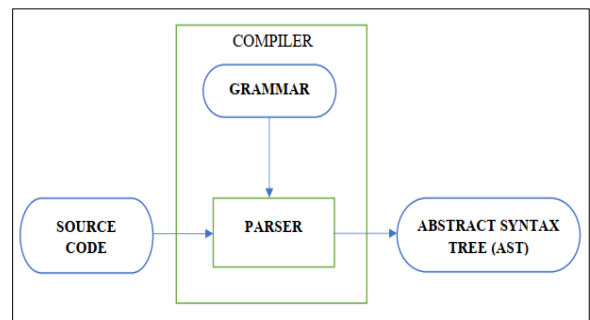 COMPILER
GRAMMAR
SOURCE
CODE
PARSER
ABSTRACT SYNTAX
TREE (AST)